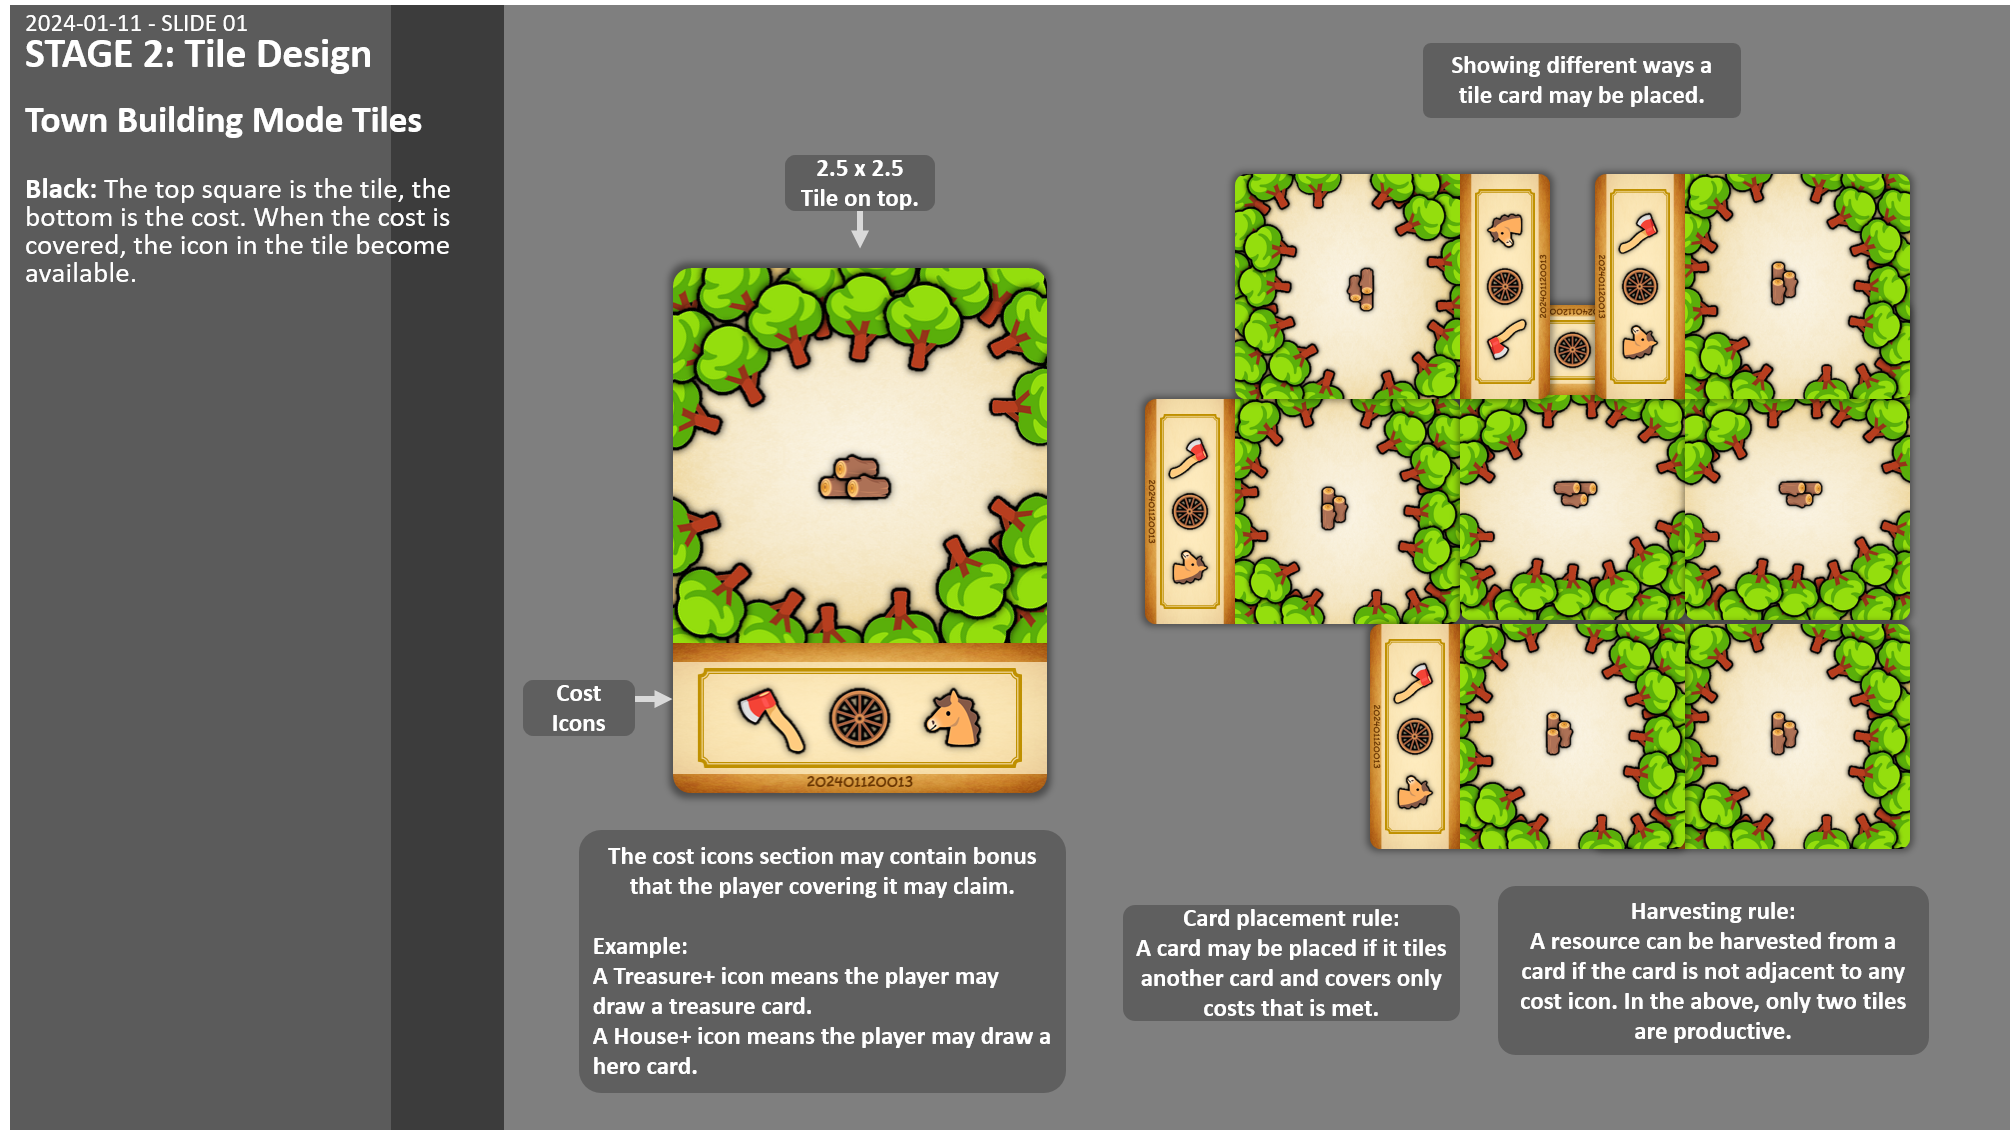 2024-01-11 - SLIDE 01
STAGE 2: Tile Design
Town Building Mode Tiles
Black: The top square is the tile, the
bottom is the cost. When the cost is
covered, the icon in the tile become
available.
2.5 x 2.5
Tile on top.
Cost
Icons
202401120013
The cost icons section may contain bonus
that the player covering it may claim.
Example:
A Treasure+ icon means the player may
draw a treasure card.
A House+ icon means the player may draw a
hero card.
Showing different ways a
tile card may be placed.
202401120013
202401120013
202401120013
202401120013
Card placement rule:
A card may be placed if it tiles
another card and covers only
costs that is met.
Harvesting rule:
A resource can be harvested from a
card if the card is not adjacent to any
cost icon. In the above, only two tiles
are productive.